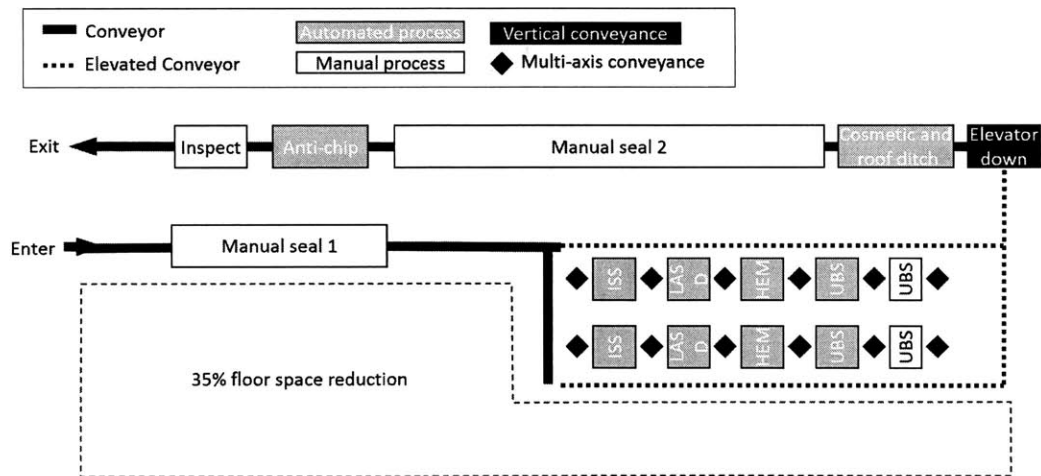 Conveyor
Automated process
Vertical conveyance
Elevated Conveyor
Manual process
Multi-axis conveyance
Exit
Inspect
Anti-chip
Manual seal 2
Cosmetic and
roof ditch
Elevator
down
Enter
Manual seal 1
ISS
LAS
D
HEM
UBS
UBS
ISS
LAS
D
HEM
UBS
UBS
35% floor space reduction